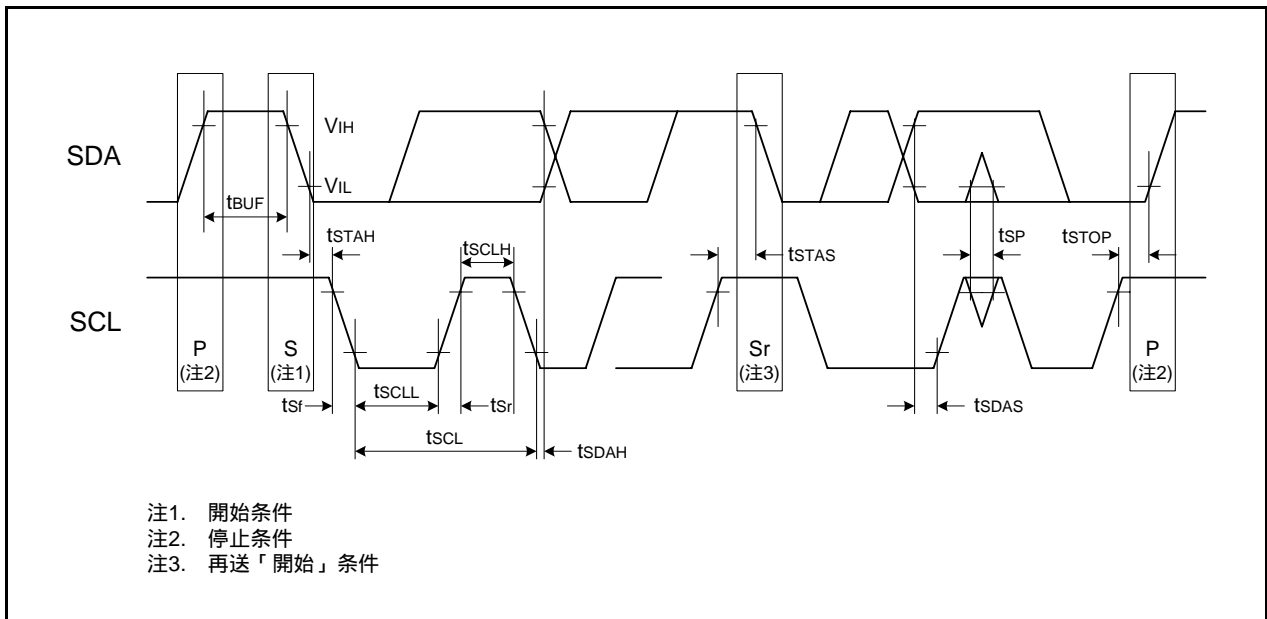 SDA
VIH
VIL
tBUF
tSTAH
tSCLH
tSTAS
tSP
tSTOP
SCL
P
(注2)
S
(注1)
Sr
(注3)
P
(注2)
tSf
tSCLL
tSr
tSDAS
tSCL
tSDAH
注1. 開始条件
注2. 停止条件
注3. 再送「開始」条件